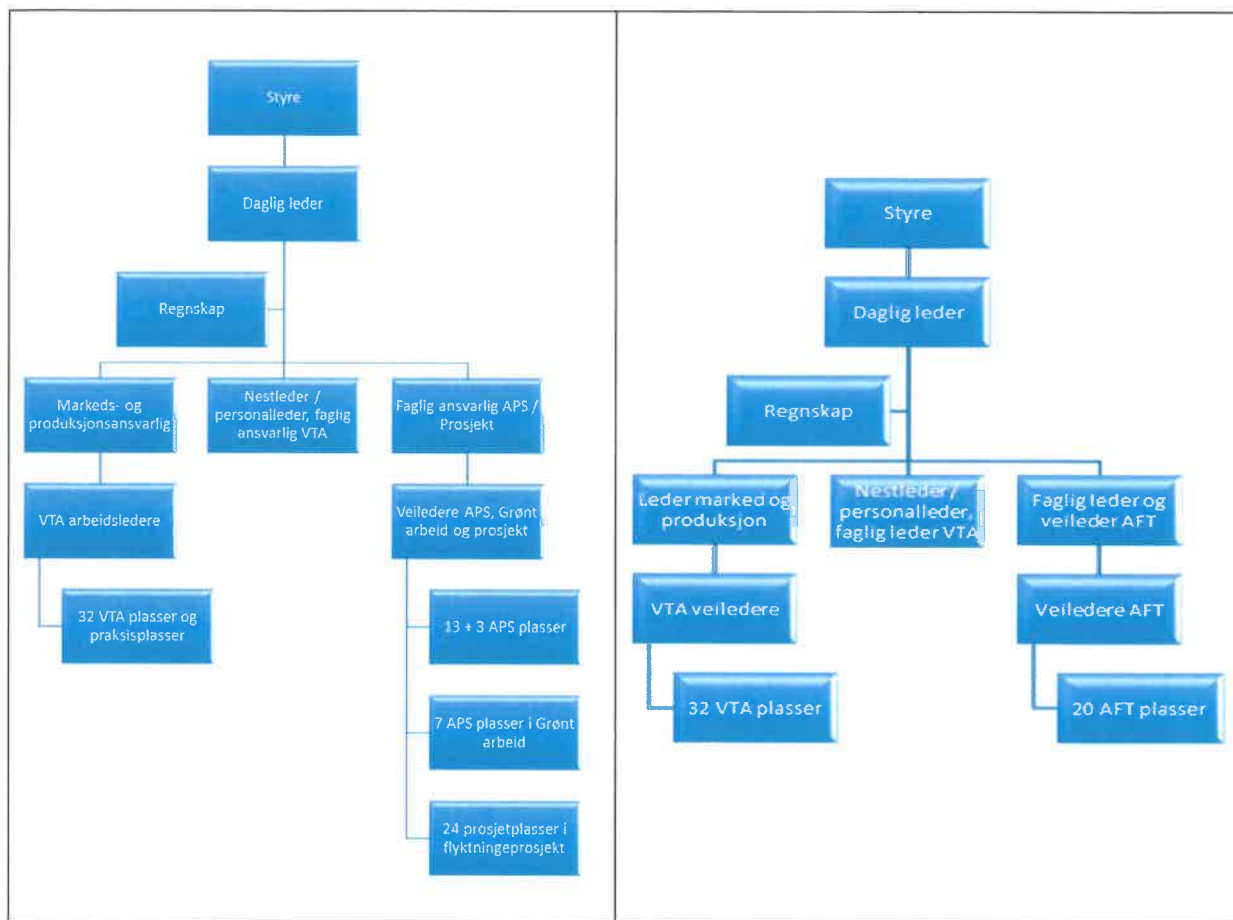 Styre
Daglig leder
Regnskap
Markeds- og
produksjonsansvarlig
Nestleder /
personalleder, faglig
ansvarlig VTA
Faglig ansvarlig APS /
Prosjekt
VTA arbeidsledere
Veiledere APS, Grønt
arbeid og prosjekt
32 VTA plasser og
praksisplasser
13 + 3 APS plasser
7 APS plasser i Grønt
arbeid
24 prosjetplasser i
flyktningeprosjekt
Styre
Daglig leder
Regnskap
Leder marked og
produksjon
Nestleder/
personalleder,
faglig leder VTA
Faglig leder og
veileder AFT
VTA veiledere
Veiledere AFT
32 VTA plasser
20 AFT plasser